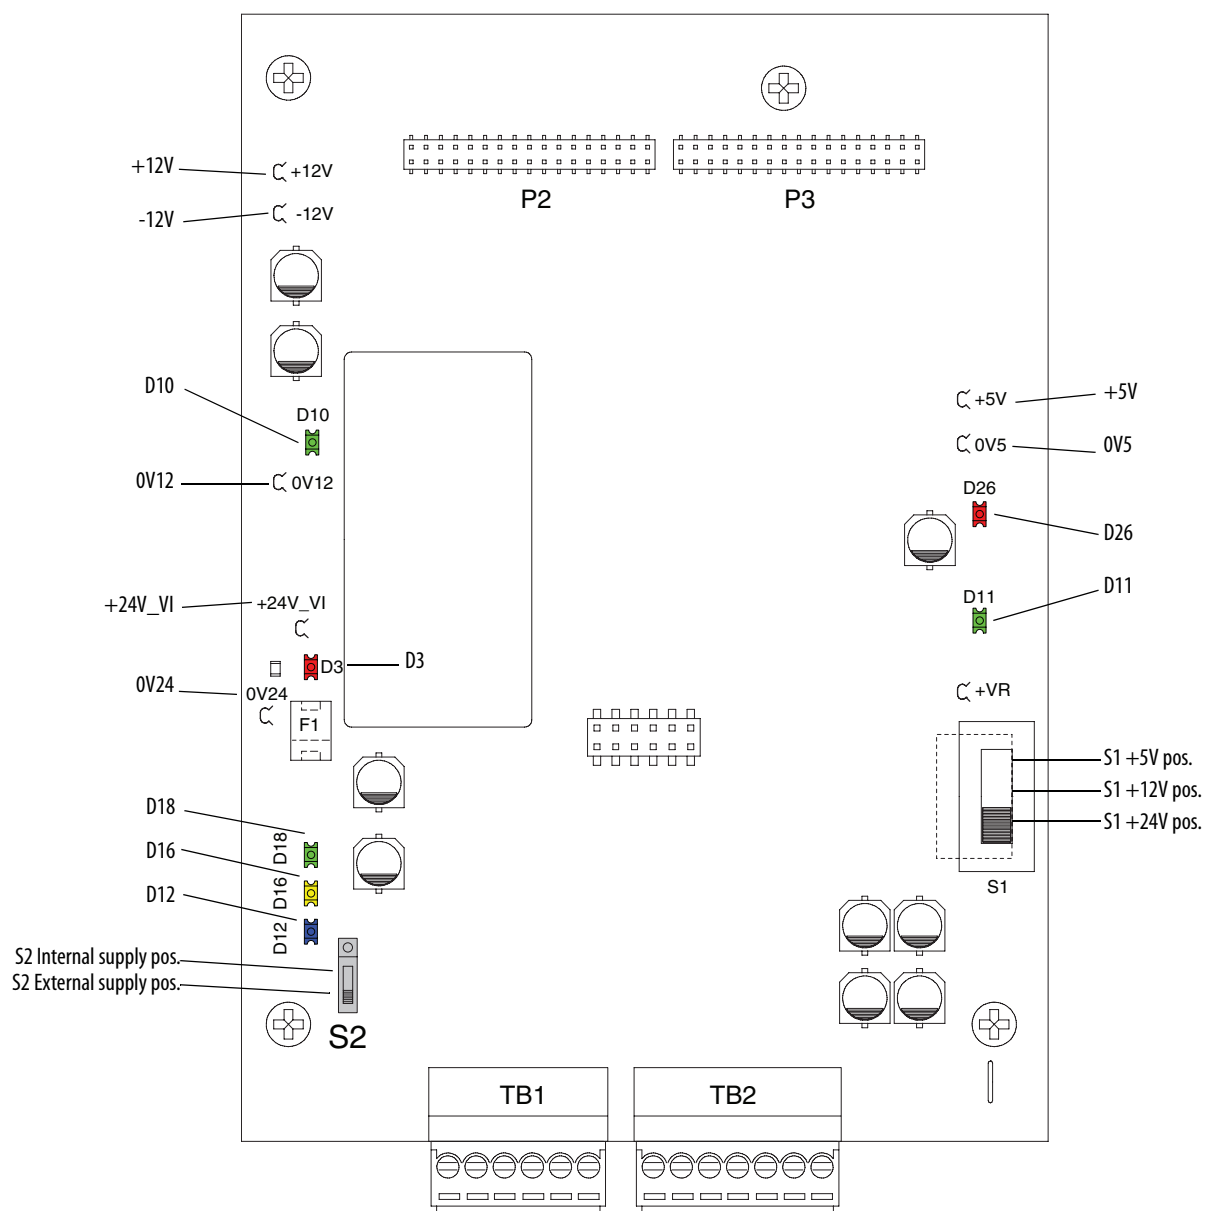 +12V
+12V
-12V
-12V
P2
P3
D10
D10
0V12
0V12
+5V
+5V
0V5
0V5
D26
D26
D11
D11
+24V_VI
+24V_VI
D3
D3
0V24
0V24
F1
+VR
S1 +5V pos.
S1 +12V pos.
S1 +24V pos.
S1
D18
D18
D16
D16
D12
D12
S2 Internal supply pos.
S2 External supply pos.
S2
TB1
TB2